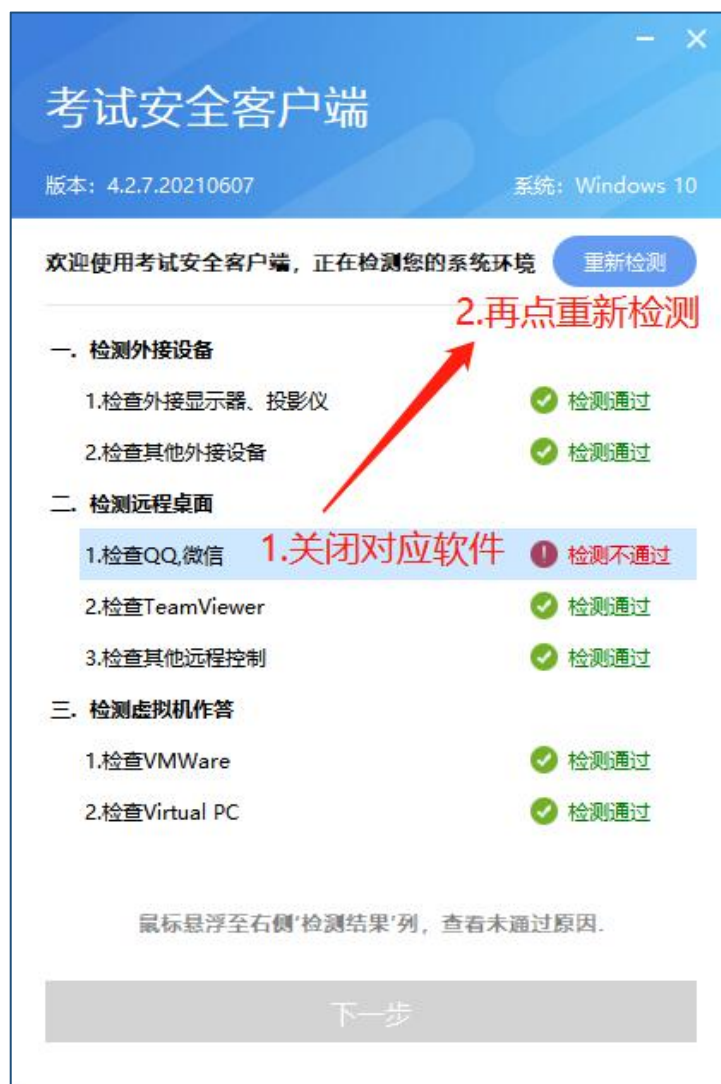 考试安全客户端
版本：4.2.7.20210607 系统：Windows 10
欢迎使用考试安全客户端，正在检测您的系统环境 重新检测
2.再点重新检测
一. 检测外接设备
1.检查外接显示器、投影仪 检测通过
2.检查其他外接设备 检测通过
二. 检测远程桌面
1.检查QQ,微信 1.关闭对应软件 检测不通过
2.检查TeamViewer 检测通过
3.检查其他远程控制 检测通过
三. 检测虚拟机作答
1.检查VMWare 检测通过
2.检查Virtual PC 检测通过
鼠标悬浮至右侧‘检测结果’列，查看未通过原因.
下一步